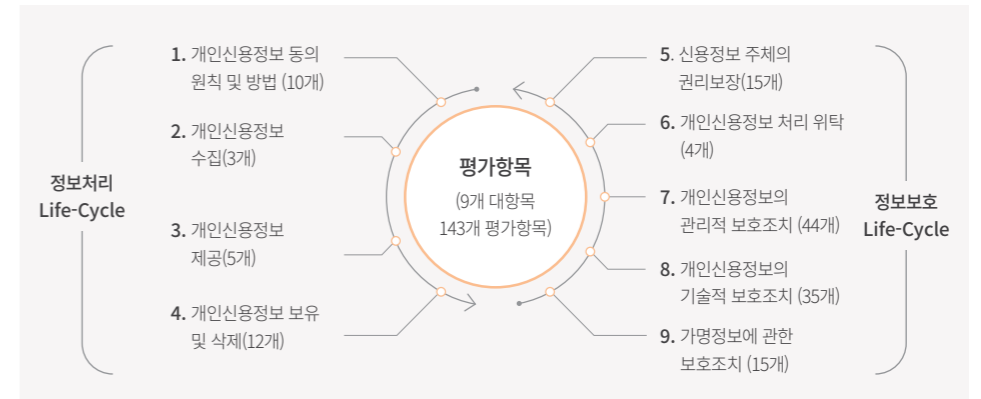 정보처리
Life-Cycle
1. 개인신용정보 동의
원칙 및 방법 (10개)
2. 개인신용정보
수집(3개)
3. 개인신용정보
제공(5개)
4. 개인신용정보 보유
및 삭제(12개)
평가항목
(9개 대항목
143개 평가항목)
5. 신용정보 주체의
권리보장(15개)
6. 개인신용정보 처리 위탁
(4개)
7. 개인신용정보의
관리적 보호조치 (44개)
8. 개인신용정보의
기술적 보호조치 (35개)
9. 가명정보에 관한
보호조치 (15개)
정보보호
Life-Cycle